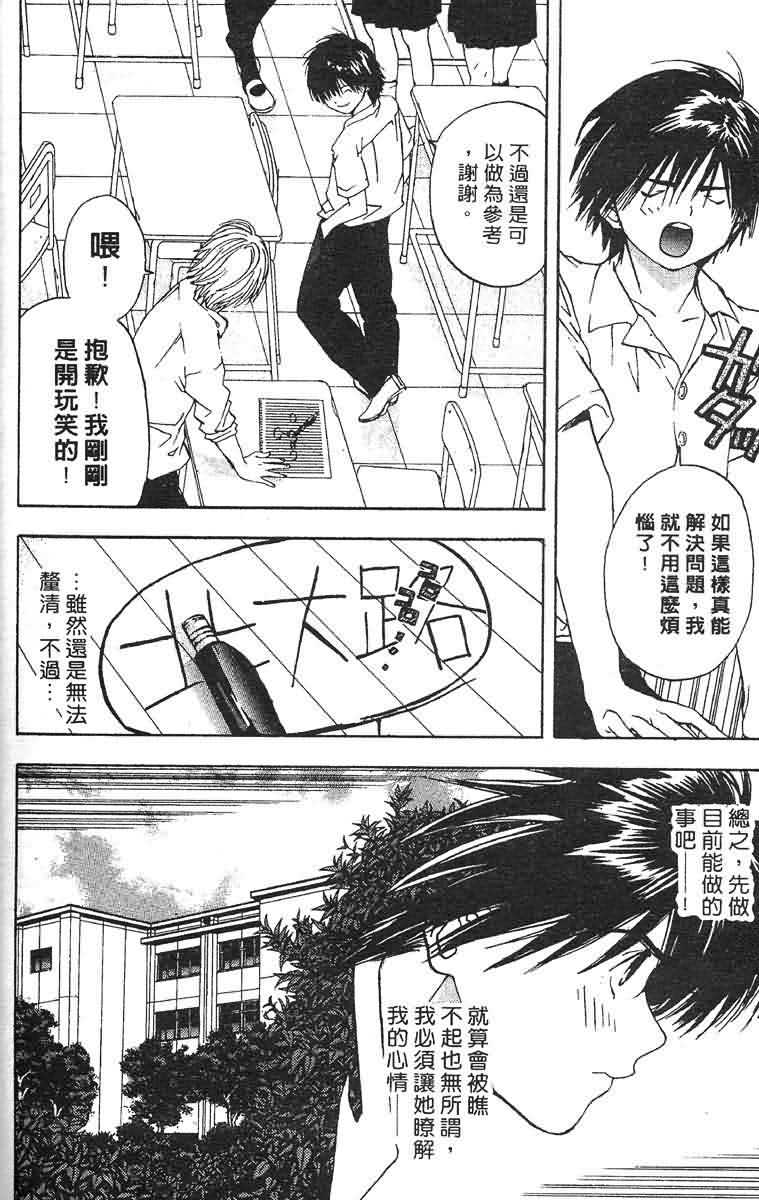 如果這樣真能
解決問題，我
就不用這麼煩
惱了！
ガタッ
不過還是可
以做為參考
，謝謝。
喂！
抱歉！我剛剛
是開玩笑的！
…雖然還是無法
釐清，不過…
總之，先做
目前能做的
事吧——！
就算會被瞧
不起也無所謂，
我必須讓她瞭解
我的心情——